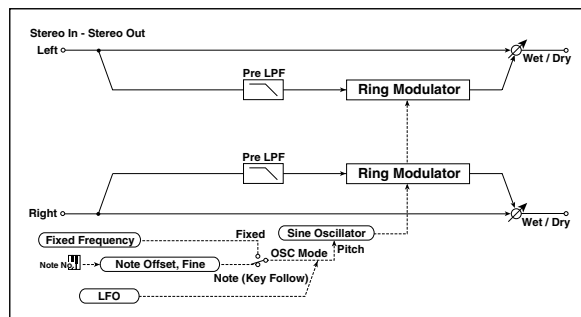 Stereo In - Stereo Out
Left
Wet / Dry
Pre LPF
Ring Modulator
Pre LPF
Ring Modulator
Right
Wet / Dry
Fixed Frequency
Fixed
Sine Oscillator
OSC Mode
Pitch
Note No.
Note Offset, Fine
Note (Key Follow)
LFO